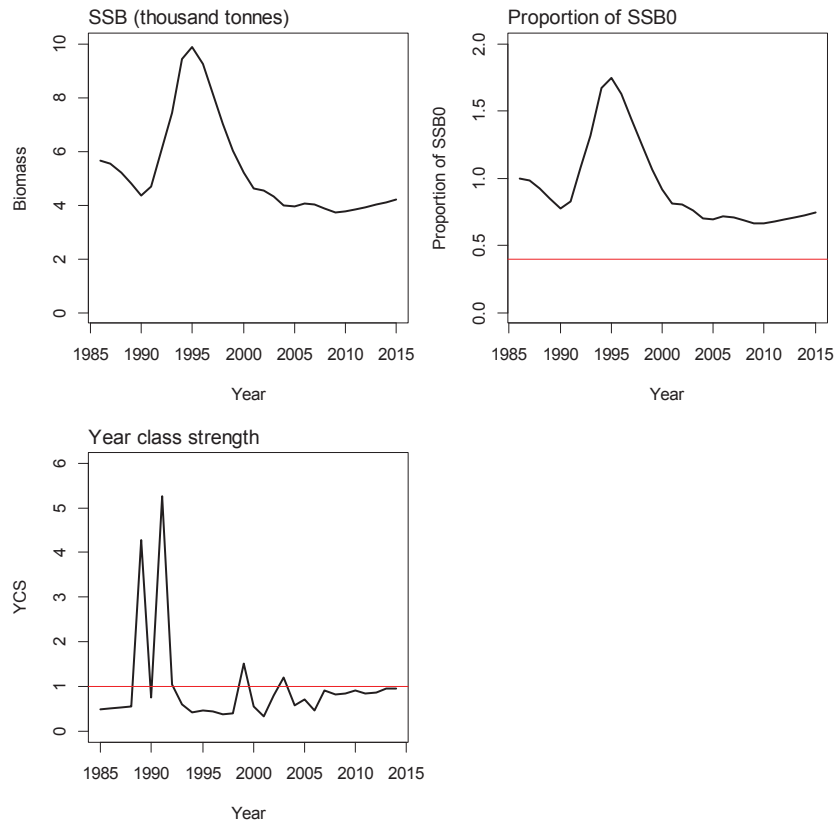 SSB (thousand tonnes)
Biomass
10
8
6
4
2
0
1985 1990 1995 2000 2005 2010 2015
Year
Proportion of SSB0
Proportion of SSB0
2.0
1.5
1.0
0.5
0.0
1985 1990 1995 2000 2005 2010 2015
Year
Year class strength
YCS
6
5
4
3
2
1
0
1985 1990 1995 2000 2005 2010 2015
Year